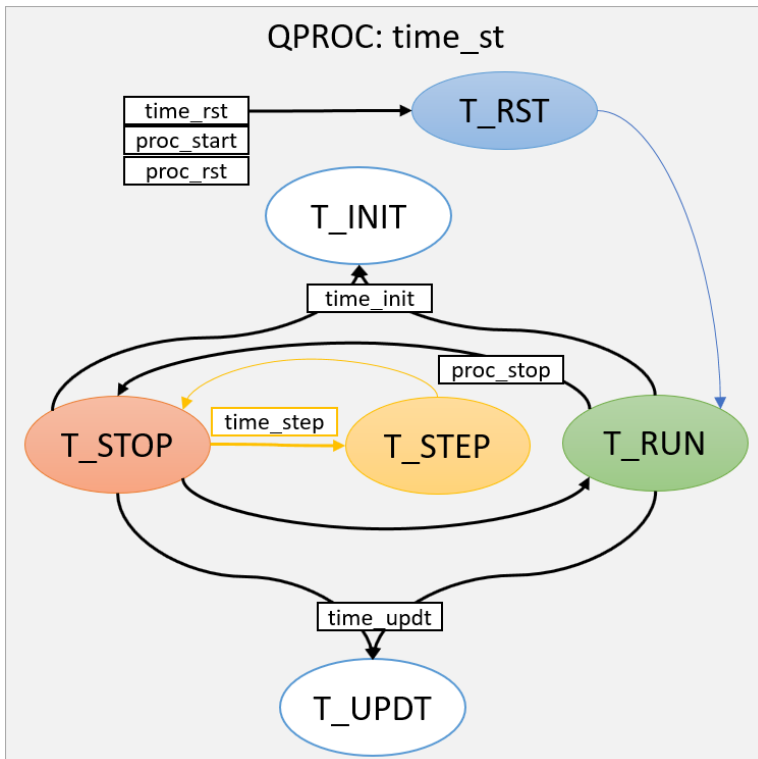 QPROC: time_st
time_rst
T_RST
proc_start
proc_rst
T_INIT
time_init
proc_stop
time_step
T_STOP
T_STEP
T_RUN
time_updt
T_UPDT